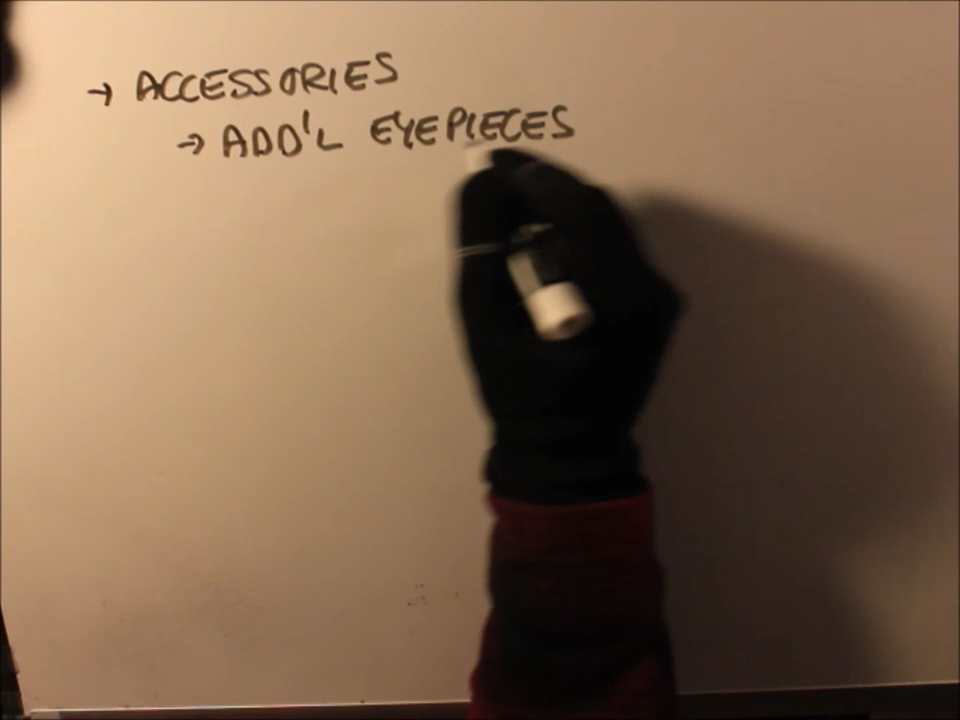 → ACCESSORIES
→ ADD'L EYEPIECES